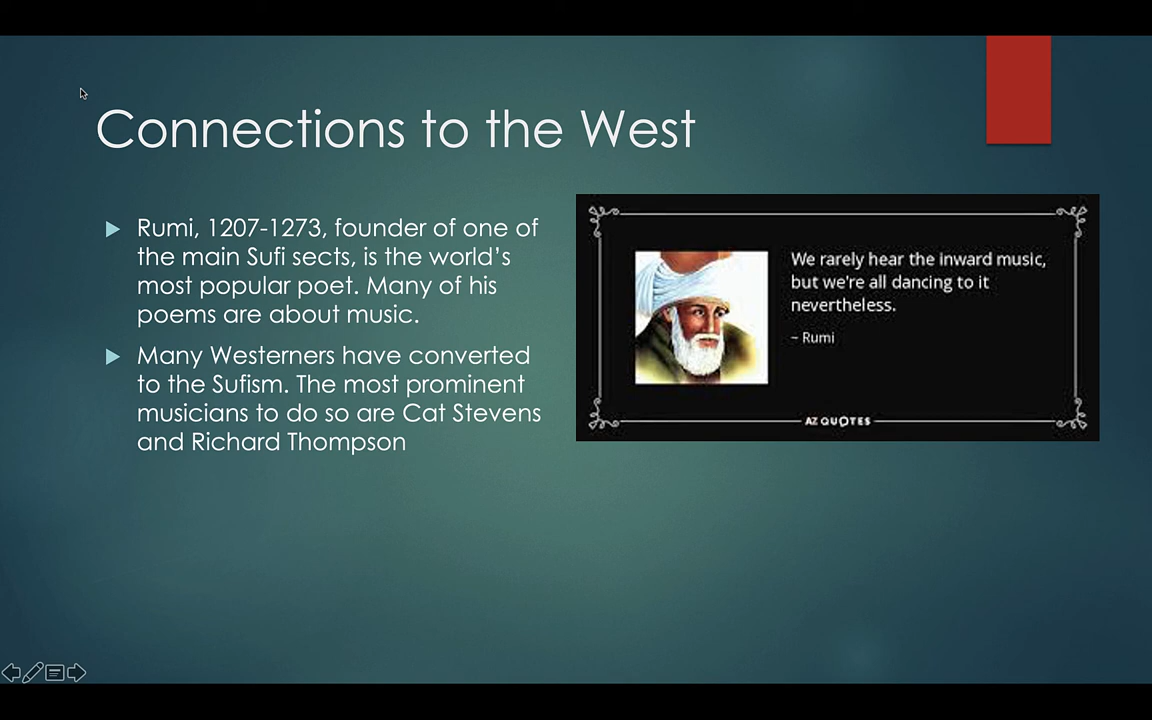 Connections to the West
Rumi, 1207-1273, founder of one of
the main Sufi sects, is the world’s
most popular poet. Many of his
poems are about music.
Many Westerners have converted
to the Sufism. The most prominent
musicians to do so are Cat Stevens
and Richard Thompson
We rarely hear the inward music,
but we're all dancing to it
nevertheless.
~ Rumi
AZ QUOTES